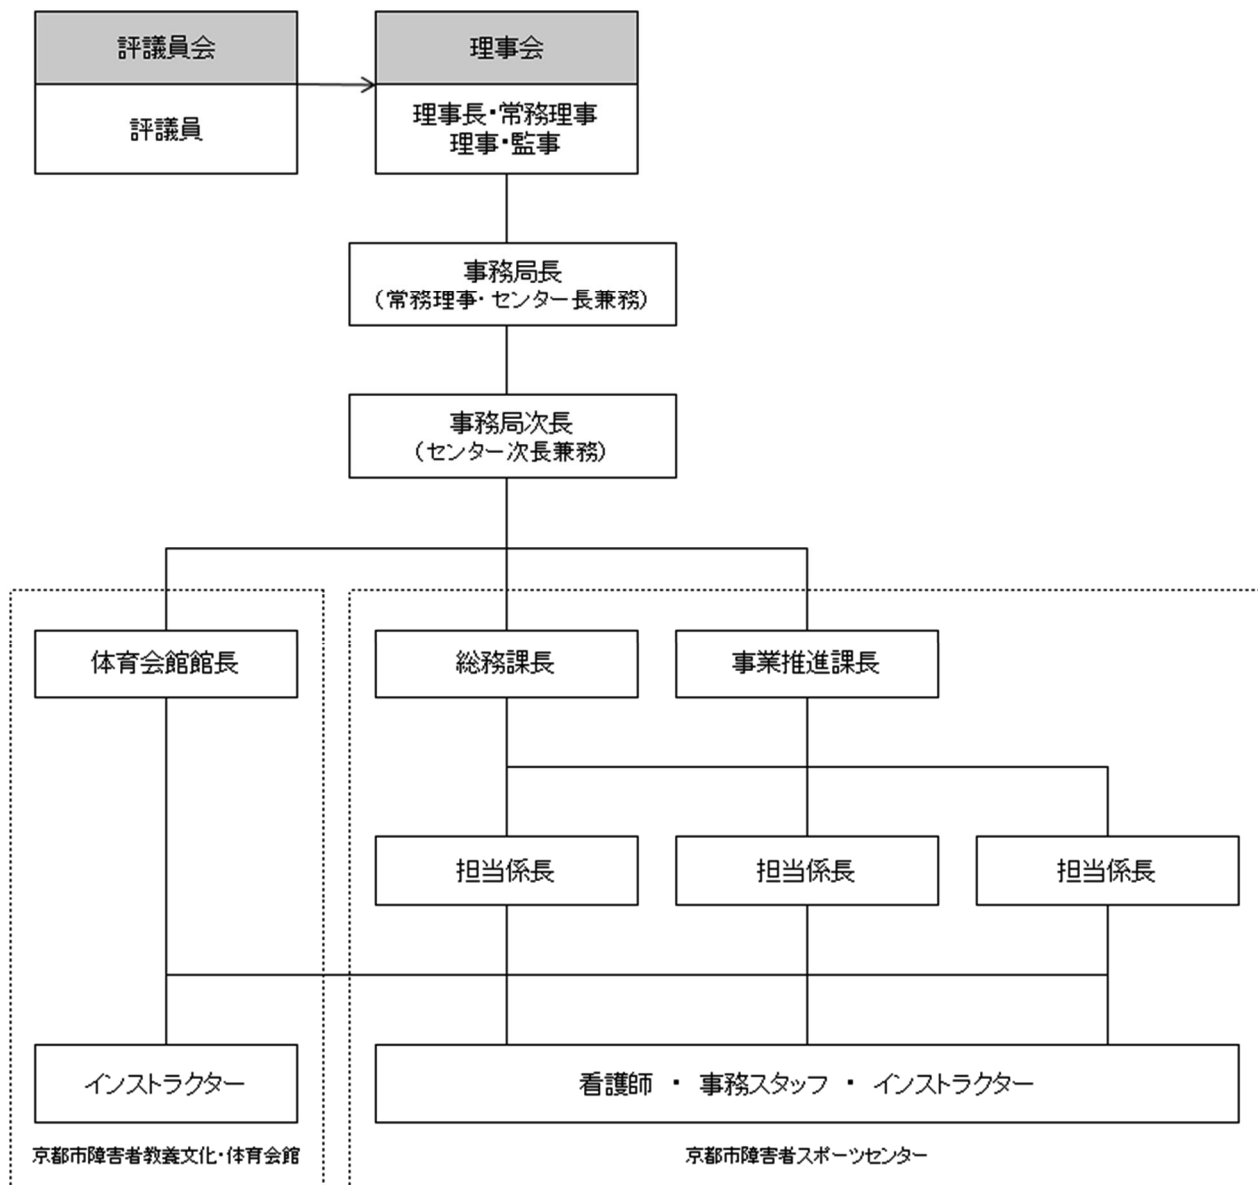 評議員会
評議員
理事会
理事長・常務理事
理事・監事
事務局長
（常務理事・センター長兼務）
事務局次長
（センター次長兼務）
体育会館館長
総務課長
事業推進課長
担当係長
担当係長
担当係長
インストラクター
看護師 ・ 事務スタッフ ・ インストラクター
京都市障害者教養文化・体育会館
京都市障害者スポーツセンター